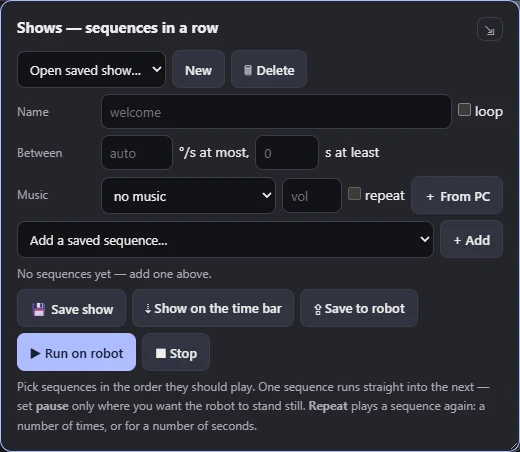 Shows — sequences in a row
Open saved show... New Delete
Name welcome loop
Between auto °/s at most, 0 s at least
Music no music vol repeat + From PC
Add a saved sequence... + Add
No sequences yet — add one above.
Save show ⇣ Show on the time bar ⇪ Save to robot
▶ Run on robot ■ Stop
Pick sequences in the order they should play. One sequence runs straight into the next —
set pause only where you want the robot to stand still. Repeat plays a sequence again: a
number of times, or for a number of seconds.